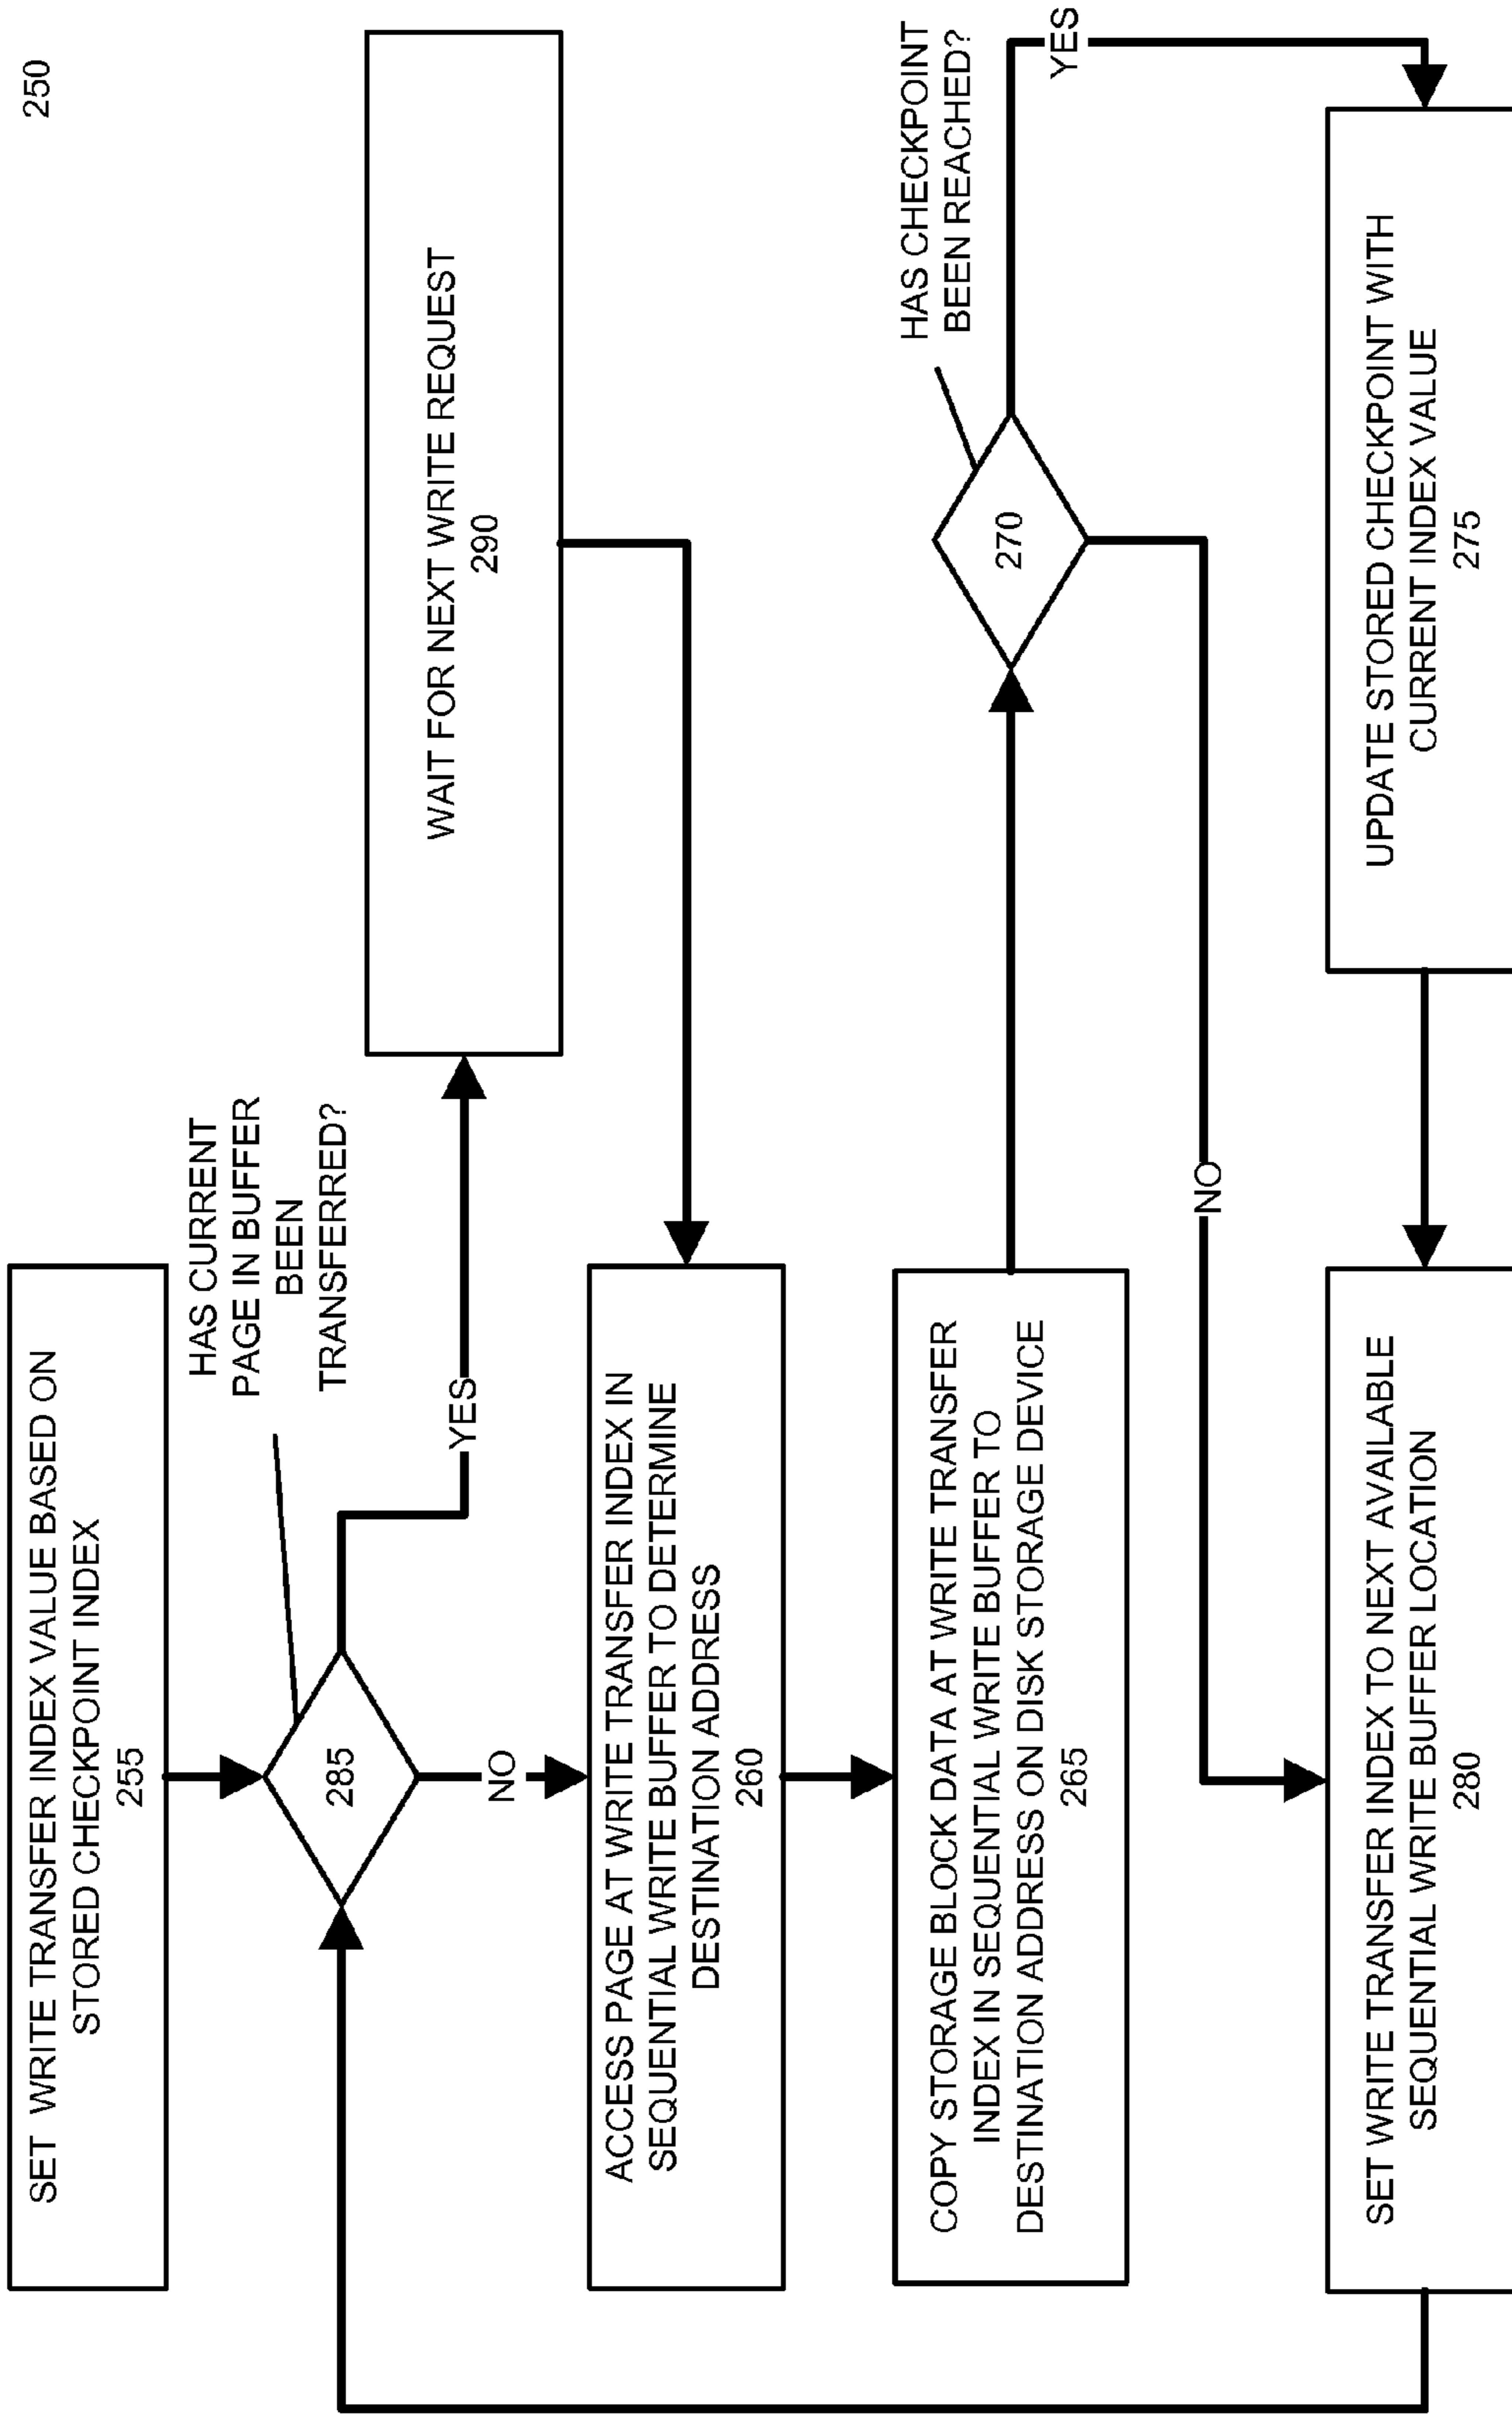 250
SET WRITE TRANSFER INDEX VALUE BASED ON
STORED CHECKPOINT INDEX
255
HAS CURRENT
PAGE IN BUFFER
BEEN
TRANSFERRED?
285
YES
NO
WAIT FOR NEXT WRITE REQUEST
290
ACCESS PAGE AT WRITE TRANSFER INDEX IN
SEQUENTIAL WRITE BUFFER TO DETERMINE
DESTINATION ADDRESS
260
COPY STORAGE BLOCK DATA AT WRITE TRANSFER
INDEX IN SEQUENTIAL WRITE BUFFER TO
DESTINATION ADDRESS ON DISK STORAGE DEVICE
265
HAS CHECKPOINT
BEEN REACHED?
270
YES
NO
UPDATE STORED CHECKPOINT WITH
CURRENT INDEX VALUE
275
SET WRITE TRANSFER INDEX TO NEXT AVAILABLE
SEQUENTIAL WRITE BUFFER LOCATION
280